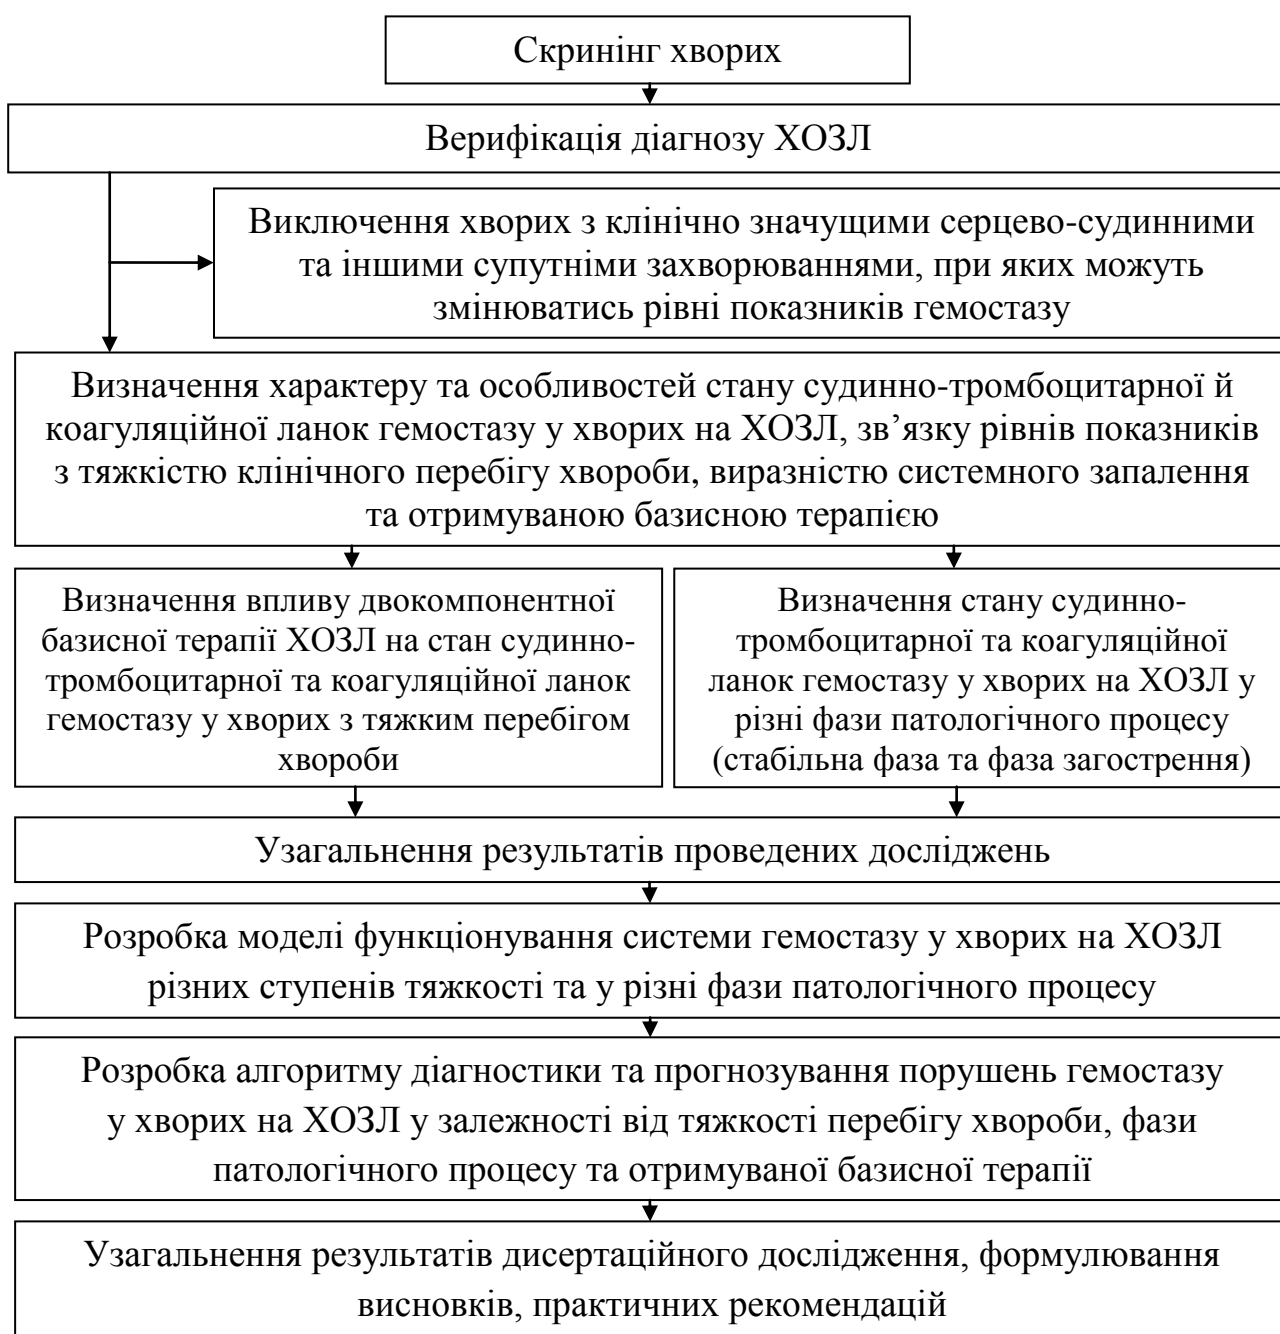 Скринінг хворих
Верифікація діагнозу ХОЗЛ
Виключення хворих з клінічно значущими серцево-судинними
та іншими супутніми захворюваннями, при яких можуть
змінюватись рівні показників гемостазу
Визначення характеру та особливостей стану судинно-тромбоцитарної й
коагуляційної ланок гемостазу у хворих на ХОЗЛ, зв’язку рівнів показників
з тяжкістю клінічного перебігу хвороби, виразністю системного запалення
та отримуваною базисною терапією
Визначення впливу двокомпонентної
базисної терапії ХОЗЛ на стан судинно-
тромбоцитарної та коагуляційної ланок
гемостазу у хворих з тяжким перебігом
хвороби
Визначення стану судинно-
тромбоцитарної та коагуляційної
ланок гемостазу у хворих на ХОЗЛ у
різні фази патологічного процесу
(стабільна фаза та фаза загострення)
Узагальнення результатів проведених досліджень
Розробка моделі функціонування системи гемостазу у хворих на ХОЗЛ
різних ступенів тяжкості та у різні фази патологічного процесу
Розробка алгоритму діагностики та прогнозування порушень гемостазу
у хворих на ХОЗЛ у залежності від тяжкості перебігу хвороби, фази
патологічного процесу та отримуваної базисної терапії
Узагальнення результатів дисертаційного дослідження, формулювання
висновків, практичних рекомендацій